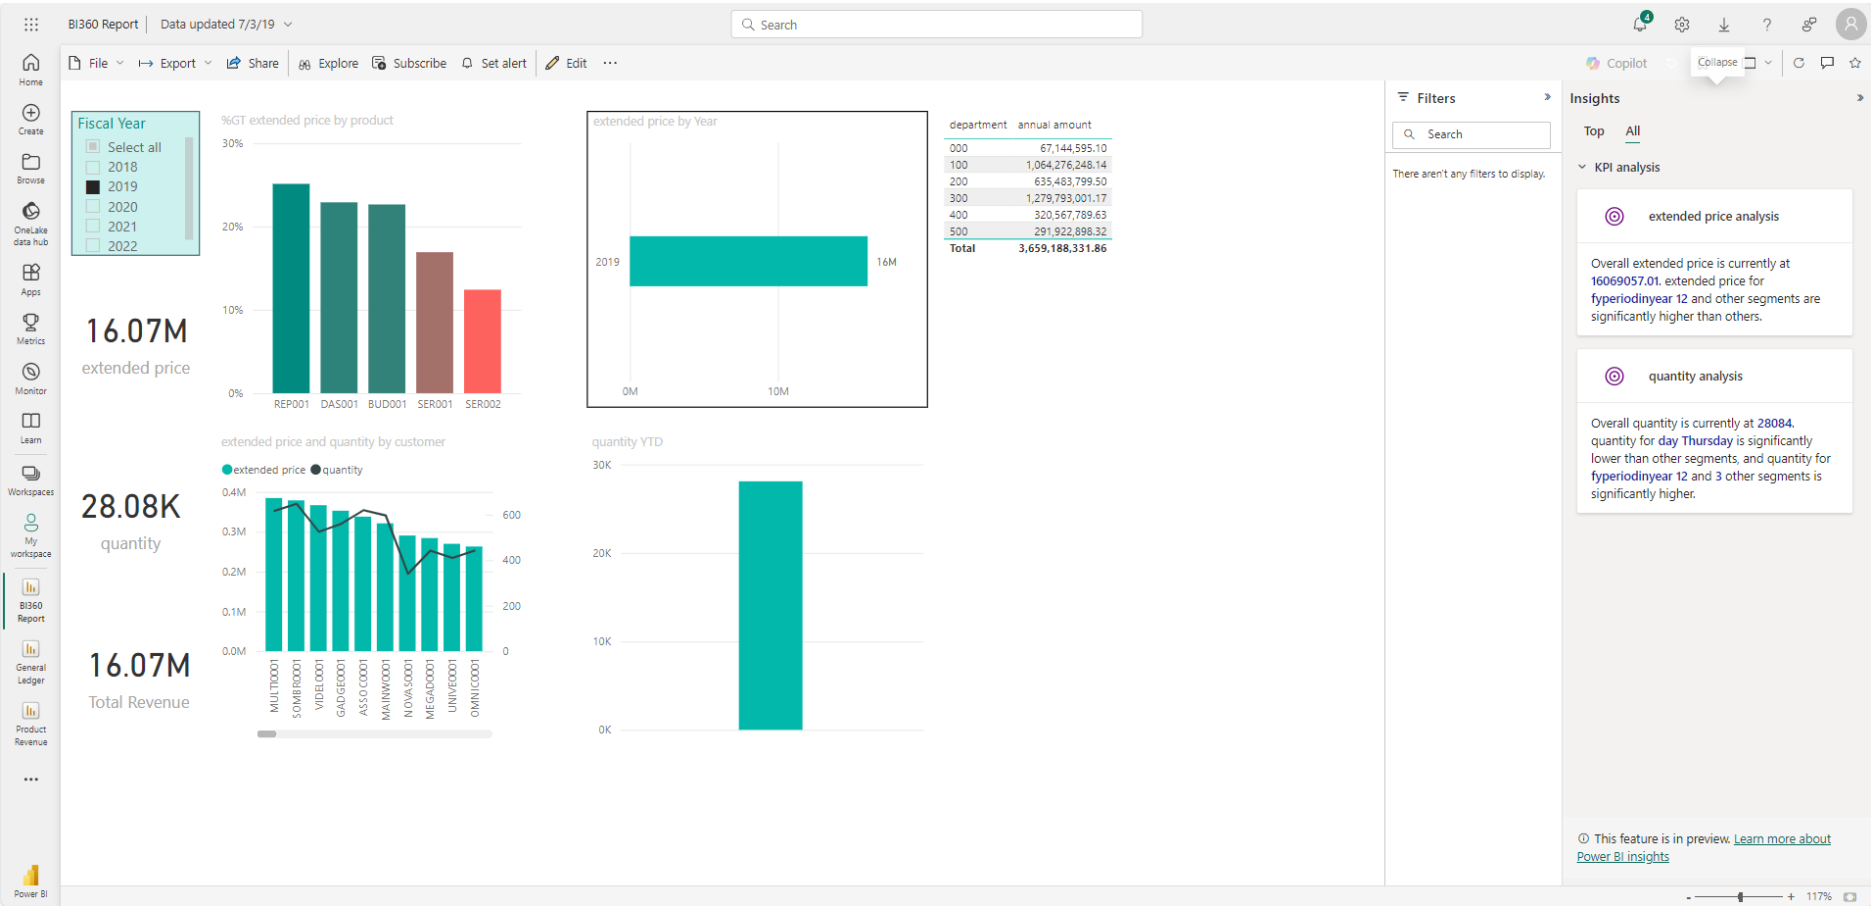 BI360 Report
Data updated 7/3/19
Search
4
Home
Create
Browse
OneLake
data hub
Apps
Metrics
Monitor
Learn
Workspaces
My
workspace
BI360
Report
General
Ledger
Product
Revenue
Power BI
File
Export
Share
Explore
Subscribe
Set alert
Edit
Copilot
Collapse
Fiscal Year
Select all
2018
2019
2020
2021
2022
16.07M
extended price
28.08K
quantity
16.07M
Total Revenue
%GT extended price by product
30%
20%
10%
0%
REP001 DAS001 BUD001 SER001 SER002
extended price by Year
2019
16M
0M 10M
department annual amount
000 67,144,595.10
100 1,064,276,248.14
200 635,483,799.50
300 1,279,793,001.17
400 320,567,789.63
500 291,922,898.32
Total 3,659,188,331.86
extended price and quantity by customer
extended price quantity
0.4M
0.3M
0.2M
0.1M
0.0M
600
400
200
0
MULTI0001
SOMBR0001
VIDEL0001
GADGE0001
ASSOC0001
MAINW0001
NOVAS0001
MEGAD0001
UNIVE0001
OMNIC0001
quantity YTD
30K
20K
10K
0K
Filters
Search
There aren't any filters to display.
Insights
Top All
KPI analysis
extended price analysis
Overall extended price is currently at
16069057.01. extended price for
fyperiodinyear 12 and other segments are
significantly higher than others.
quantity analysis
Overall quantity is currently at 28084.
quantity for day Thursday is significantly
lower than other segments, and quantity for
fyperiodinyear 12 and 3 other segments is
significantly higher.
This feature is in preview. Learn more about
Power BI insights
- + 117%